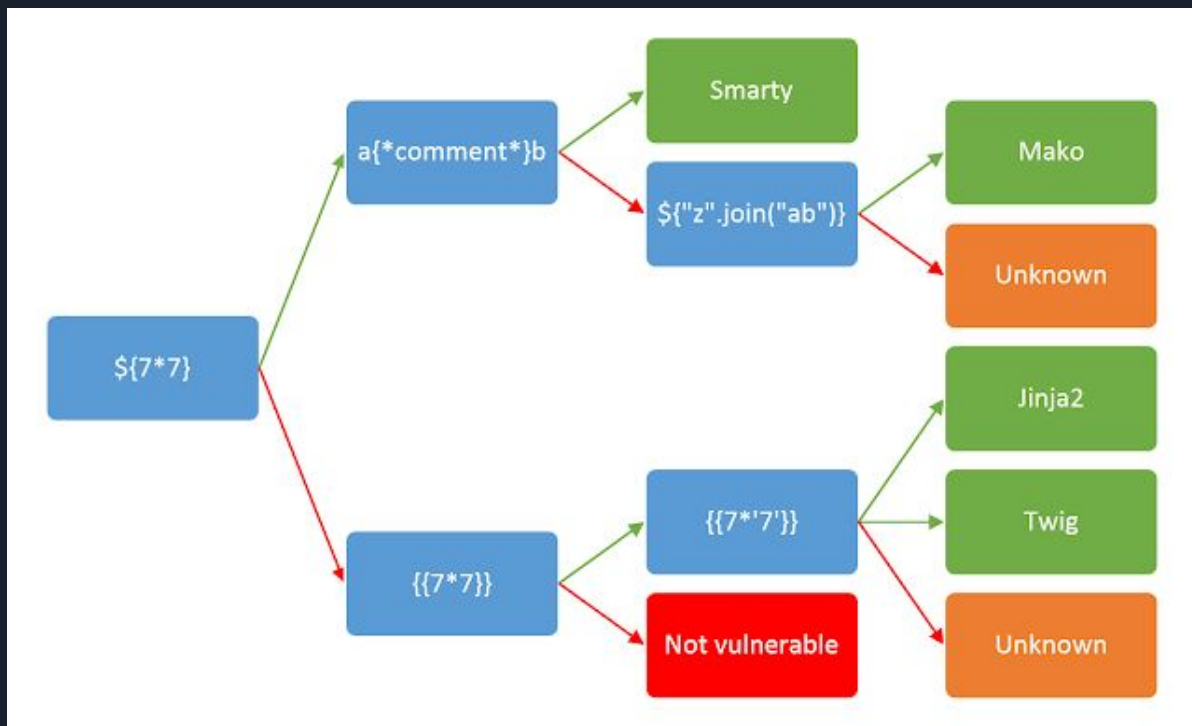 Smarty
a{*comment*}b
Mako
${"z".join("ab")}
Unknown
${7*7}
Jinja2
{{7*'7'}}
Twig
{{7*7}}
Not vulnerable
Unknown